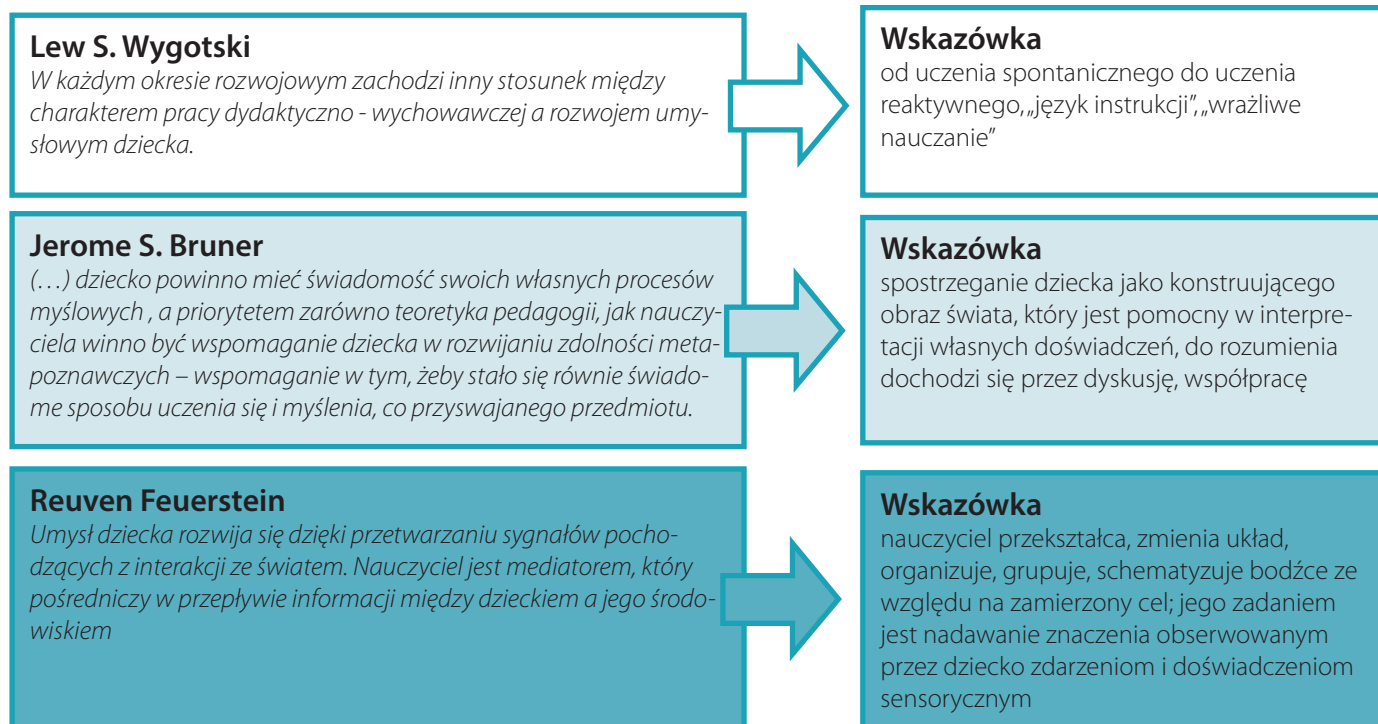 Lew S. Wygotski
W każdym okresie rozwojowym zachodzi inny stosunek między
charakterem pracy dydaktyczno - wychowawczej a rozwojem umy-
słowym dziecka.
Wskazówka
od uczenia spontanicznego do uczenia
reaktywnego, „język instrukcji”, „wrażliwe
nauczanie”
Jerome S. Bruner
(…) dziecko powinno mieć świadomość swoich własnych procesów
myślowych , a priorytetem zarówno teoretyka pedagogii, jak nauczy-
ciela winno być wspomaganie dziecka w rozwijaniu zdolności meta-
poznawczych – wspomaganie w tym, żeby stało się równie świado-
me sposobu uczenia się i myślenia, co przyswajanego przedmiotu.
Wskazówka
spostrzeganie dziecka jako konstruującego
obraz świata, który jest pomocny w interpre-
tacji własnych doświadczeń, do rozumienia
dochodzi się przez dyskusję, współpracę
Reuven Feuerstein
Umysł dziecka rozwija się dzięki przetwarzaniu sygnałów pocho-
dzących z interakcji ze światem. Nauczyciel jest mediatorem, który
pośredniczy w przepływie informacji między dzieckiem a jego środo-
wiskiem
Wskazówka
nauczyciel przekształca, zmienia układ,
organizuje, grupuje, schematyzuje bodźce ze
względu na zamierzony cel; jego zadaniem
jest nadawanie znaczenia obserwowanym
przez dziecko zdarzeniom i doświadczeniom
sensorycznym